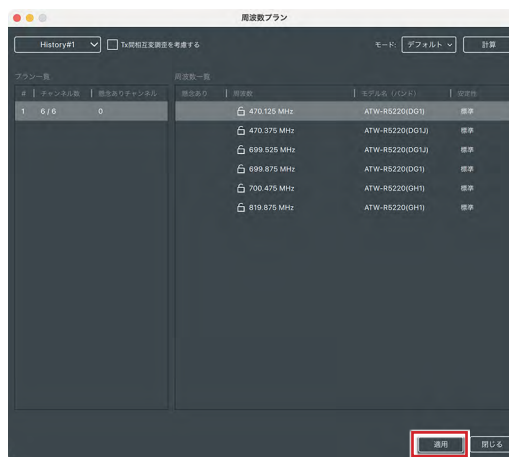 周波数プラン
History#1 Tx間相互変調歪を考慮する モード: デフォルト 計算
プラン一覧 周波数一覧
# チャンネル数 懸念ありチャンネル 懸念あり 周波数 モデル名（バンド） 安定性
1 6 / 6 0 470.125 MHz ATW-R5220(DG1) 標準
470.375 MHz ATW-R5220(DG1J) 標準
699.525 MHz ATW-R5220(DG1J) 標準
699.875 MHz ATW-R5220(GH1) 標準
700.475 MHz ATW-R5220(GH1) 標準
819.875 MHz ATW-R5220(GH1) 標準
適用 閉じる